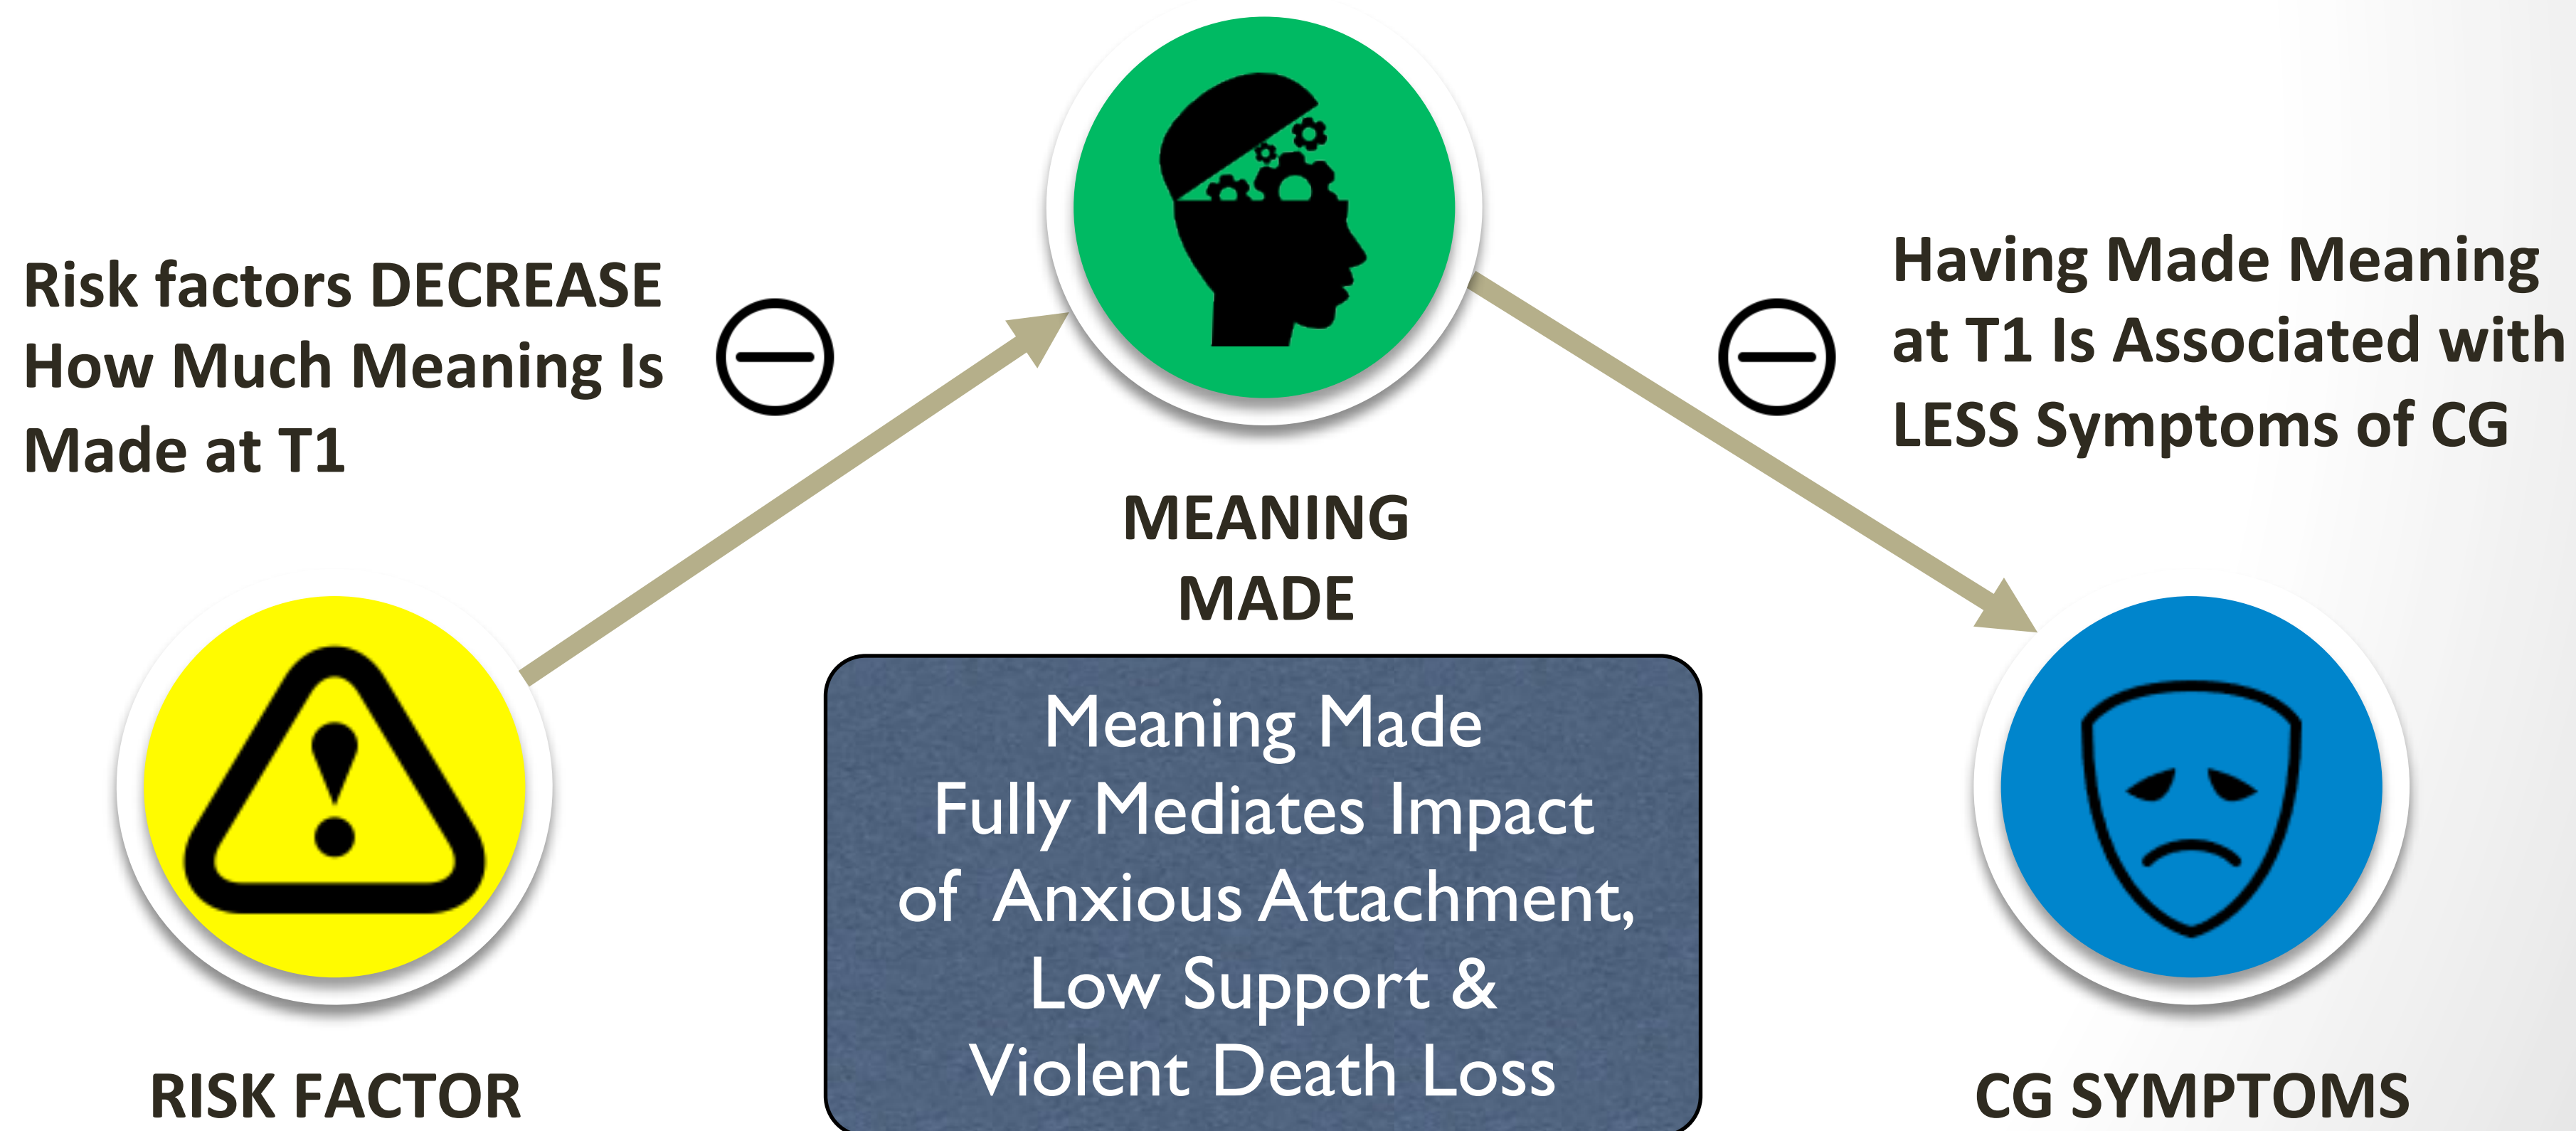 Risk factors DECREASE
How Much Meaning Is
Made at T1
Having Made Meaning
at T1 Is Associated with
LESS Symptoms of CG
MEANING
MADE
Meaning Made
Fully Mediates Impact
of Anxious Attachment,
Low Support &
Violent Death Loss
RISK FACTOR
CG SYMPTOMS